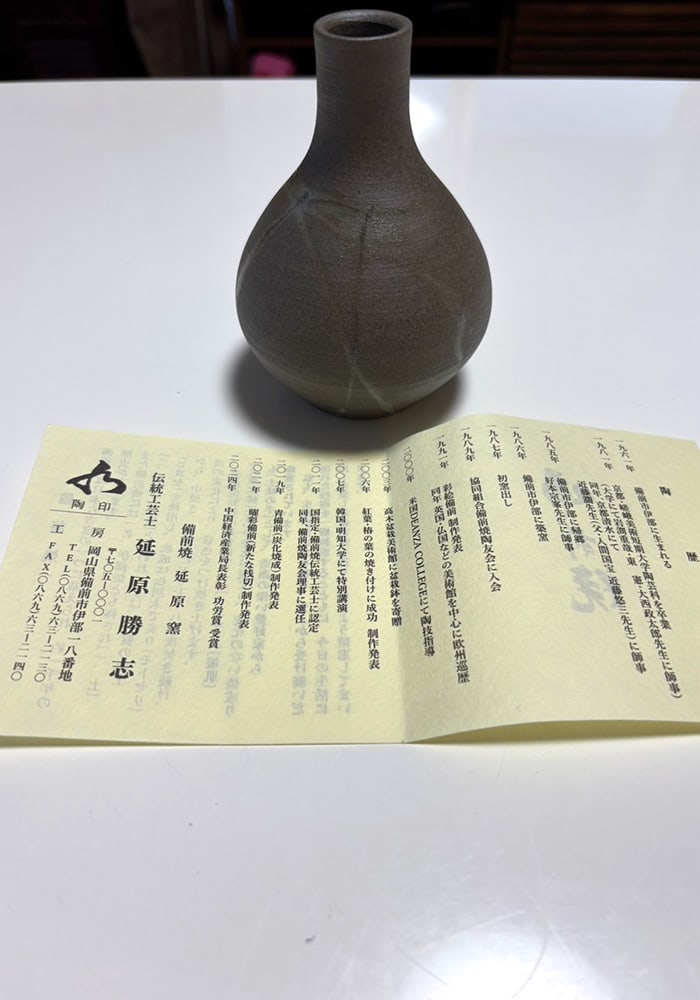 陶　　歴
一九六一年　備前市伊部に生まれる
一九八一年　京都・嵯峨美術短期大学陶芸科を卒業
（大学にて岩淵重哉・東　憲・大西政太郎先生に師事）
同年、京都清水にて
近藤濶先生（父・人間国宝　近藤悠三先生）に師事
好本宗峯先生に師事
一九八五年　備前市伊部に帰郷
一九八六年　備前市伊部に築窯
一九八七年　初窯出し
一九八九年　協同組合備前焼陶友会に入会
一九九一年　彩絵備前　制作発表
同年　英国・仏国などの美術館を中心に欧州巡歴
二〇〇〇年　米国DEANZA COLLEGEにて陶技指導
高木盆栽美術館に盆栽鉢を寄贈
二〇〇六年　紅葉・椿の葉の焼き付けに成功　制作発表
二〇〇七年　韓国・明知大学にて特別講演
二〇一一年　国指定・備前焼伝統工芸士に認定
同年、備前焼陶友会理事に選任
二〇一九年　青備前（炭化焼成）制作発表
曜彩備前（新たな桟切）制作発表
二〇二四年　中国経済産業局長表彰　功労賞　受賞
備前焼　延原窯
伝統工芸士　延原勝志
〒七〇五―〇〇〇一
工　房　岡山県備前市伊部一八番地
ＴＥＬ（〇八六九）六三―二一三〇
ＦＡＸ（〇八六九）六三―二一四〇
陶　印